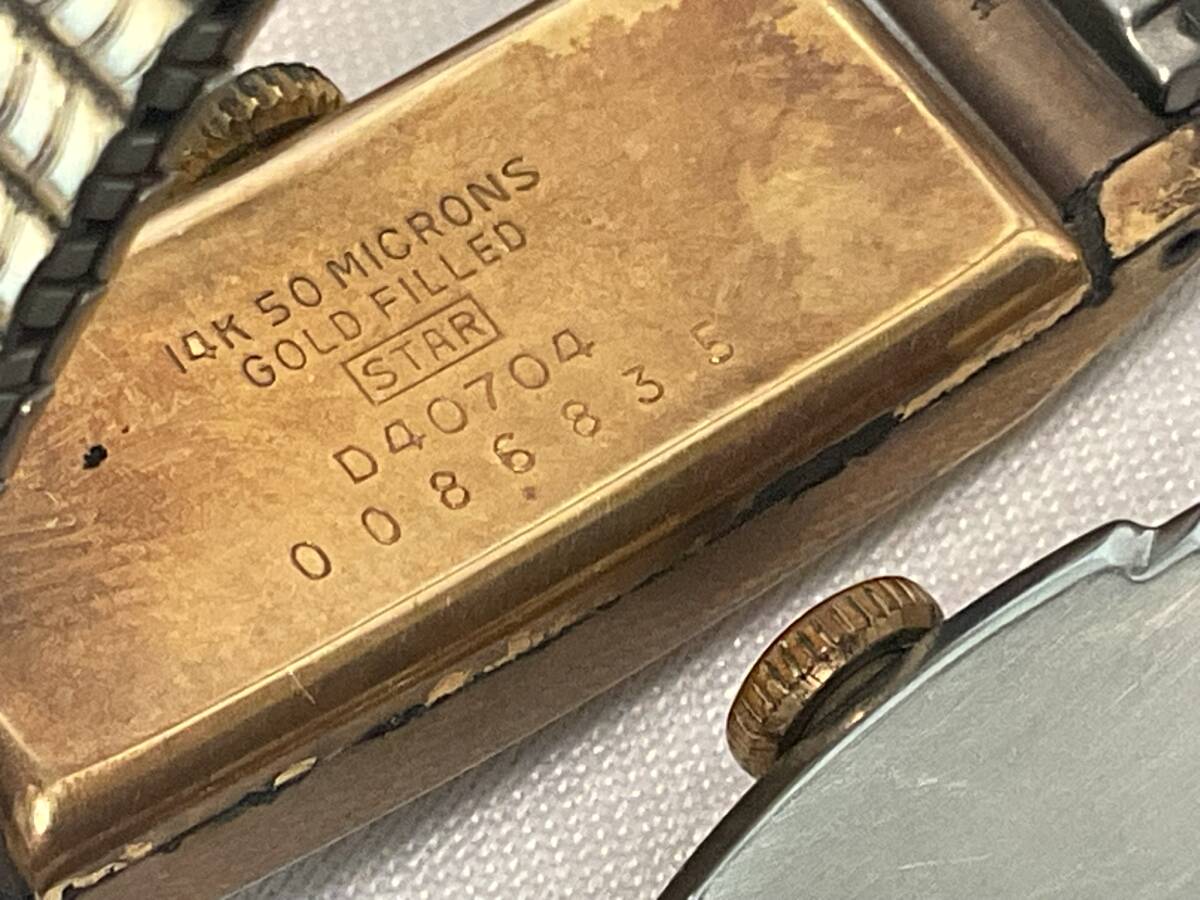 14K 50 MICRONS
GOLD FILLED
STAR
D40704
0086835